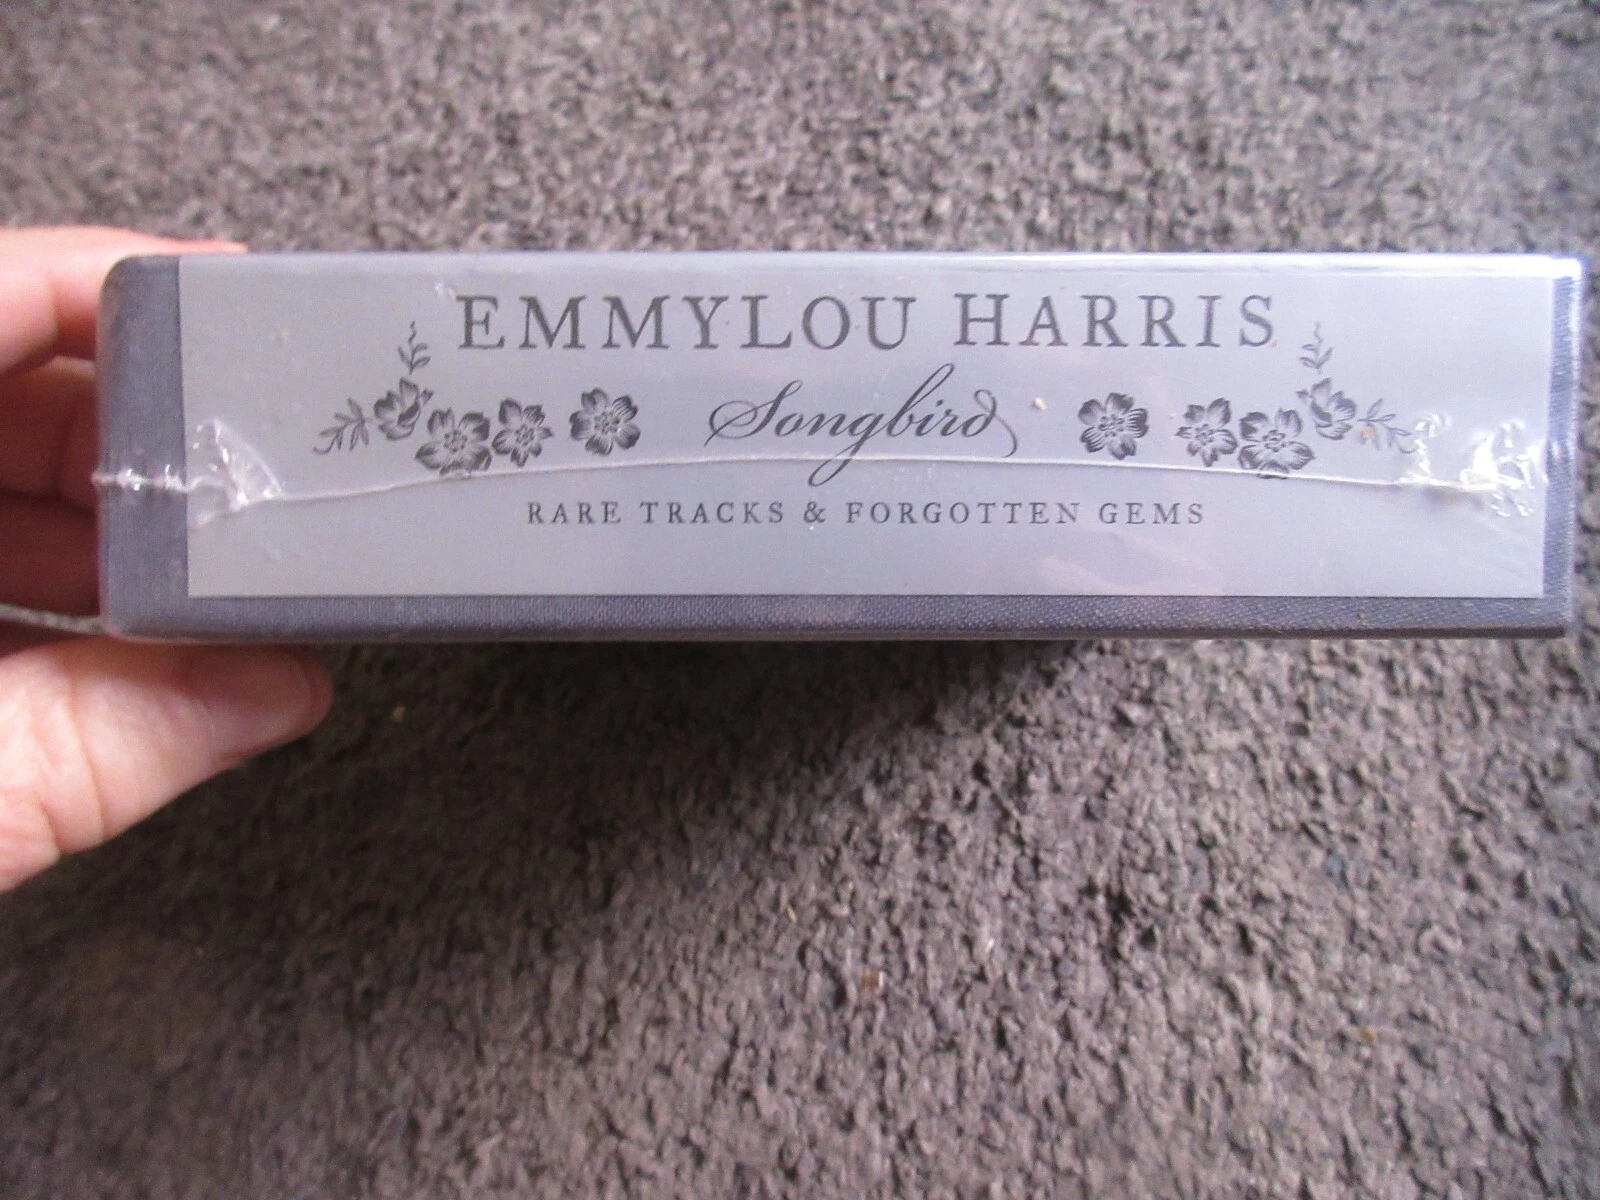 EMMYLOU HARRIS
Songbird
RARE TRACKS & FORGOTTEN GEMS